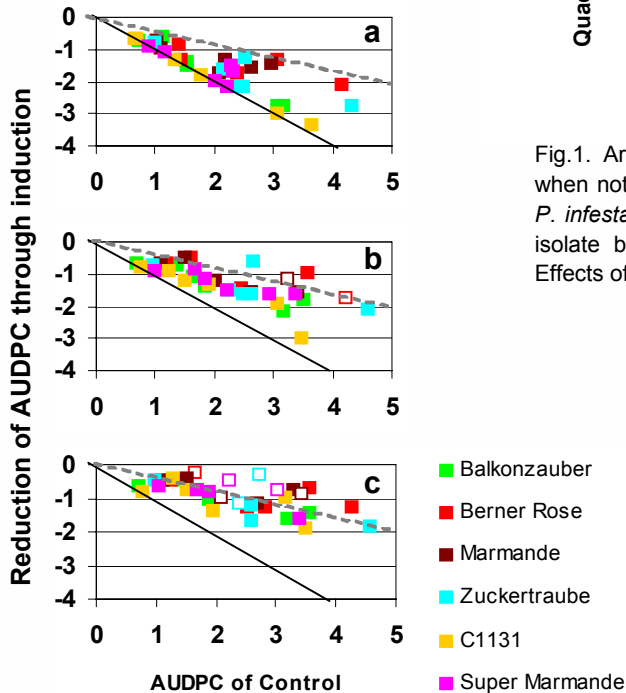 Reduction of AUDPC through induction
a
0
-1
-2
-3
-4
0 1 2 3 4 5
b
0
-1
-2
-3
-4
0 1 2 3 4 5
c
0
-1
-2
-3
-4
0 1 2 3 4 5
AUDPC of Control
Balkonzauber
Berner Rose
Marmande
Zuckertraube
C1131
Super Marmande
Quad
Fig.1. Ar
when not
P. infesta
isolate b
Effects of